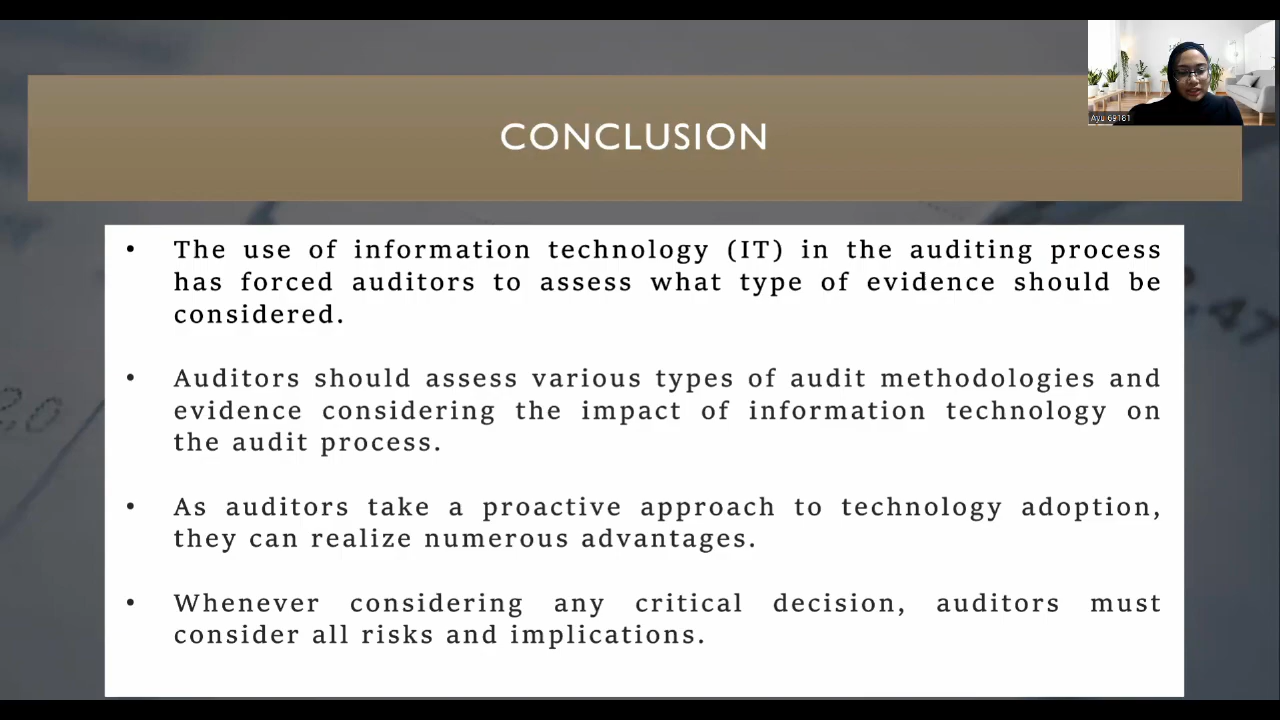 Ayu 69181
CONCLUSION
• The use of information technology (IT) in the auditing process
has forced auditors to assess what type of evidence should be
considered.
• Auditors should assess various types of audit methodologies and
evidence considering the impact of information technology on
the audit process.
• As auditors take a proactive approach to technology adoption,
they can realize numerous advantages.
• Whenever considering any critical decision, auditors must
consider all risks and implications.